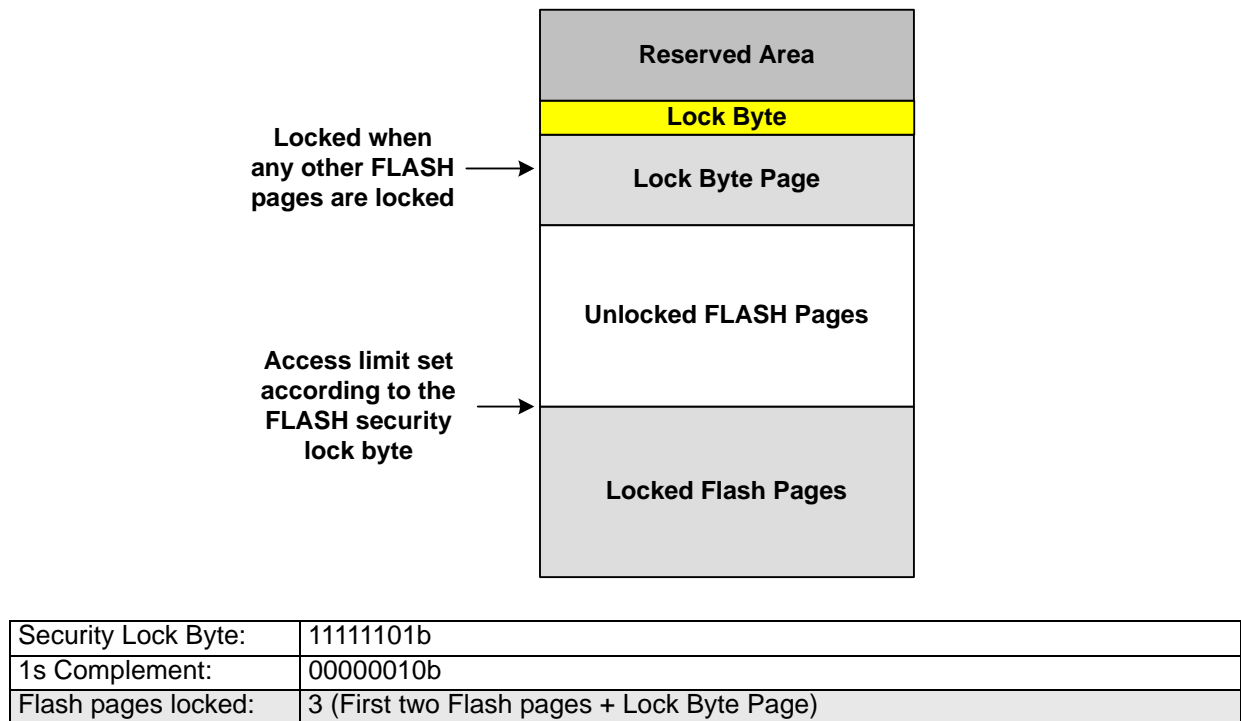 Reserved Area
Lock Byte
Locked when
any other FLASH
pages are locked
Lock Byte Page
Unlocked FLASH Pages
Access limit set
according to the
FLASH security
lock byte
Locked Flash Pages
Security Lock Byte: 11111101b
1s Complement: 00000010b
Flash pages locked: 3 (First two Flash pages + Lock Byte Page)